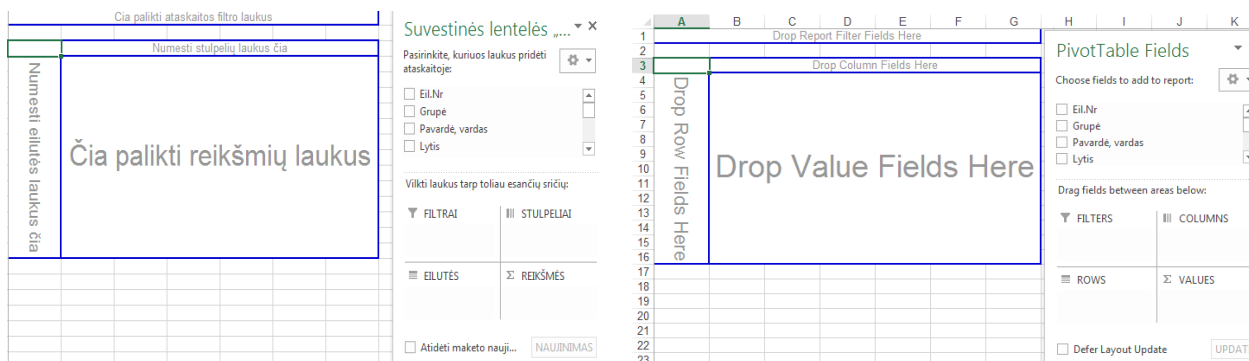 Čia palikti ataskaitos filtro laukus
Numesti stulpelių laukus čia
Numesti eilutės laukus čia
Čia palikti reikšmių laukus
Suvestinės lentelės „...
Pasirinkite, kuriuos laukus pridėti
ataskaitoje:
Eil.Nr
Grupė
Pavardė, vardas
Lytis
Vilkti laukus tarp toliau esančių sričių:
FILTRAI
STULPELIAI
EILUTĖS
Σ REIKŠMĖS
Atidėti maketo nauji...
NAUJINIMAS
A B C D E F G H I J K
1
2
3
4
5
6
7
8
9
10
11
12
13
14
15
16
17
18
19
20
21
22
23
Drop Report Filter Fields Here
Drop Column Fields Here
Drop Row Fields Here
Drop Value Fields Here
PivotTable Fields
Choose fields to add to report:
Eil.Nr
Grupė
Pavardė, vardas
Lytis
Drag fields between areas below:
FILTERS
COLUMNS
ROWS
Σ VALUES
Defer Layout Update
UPDAT